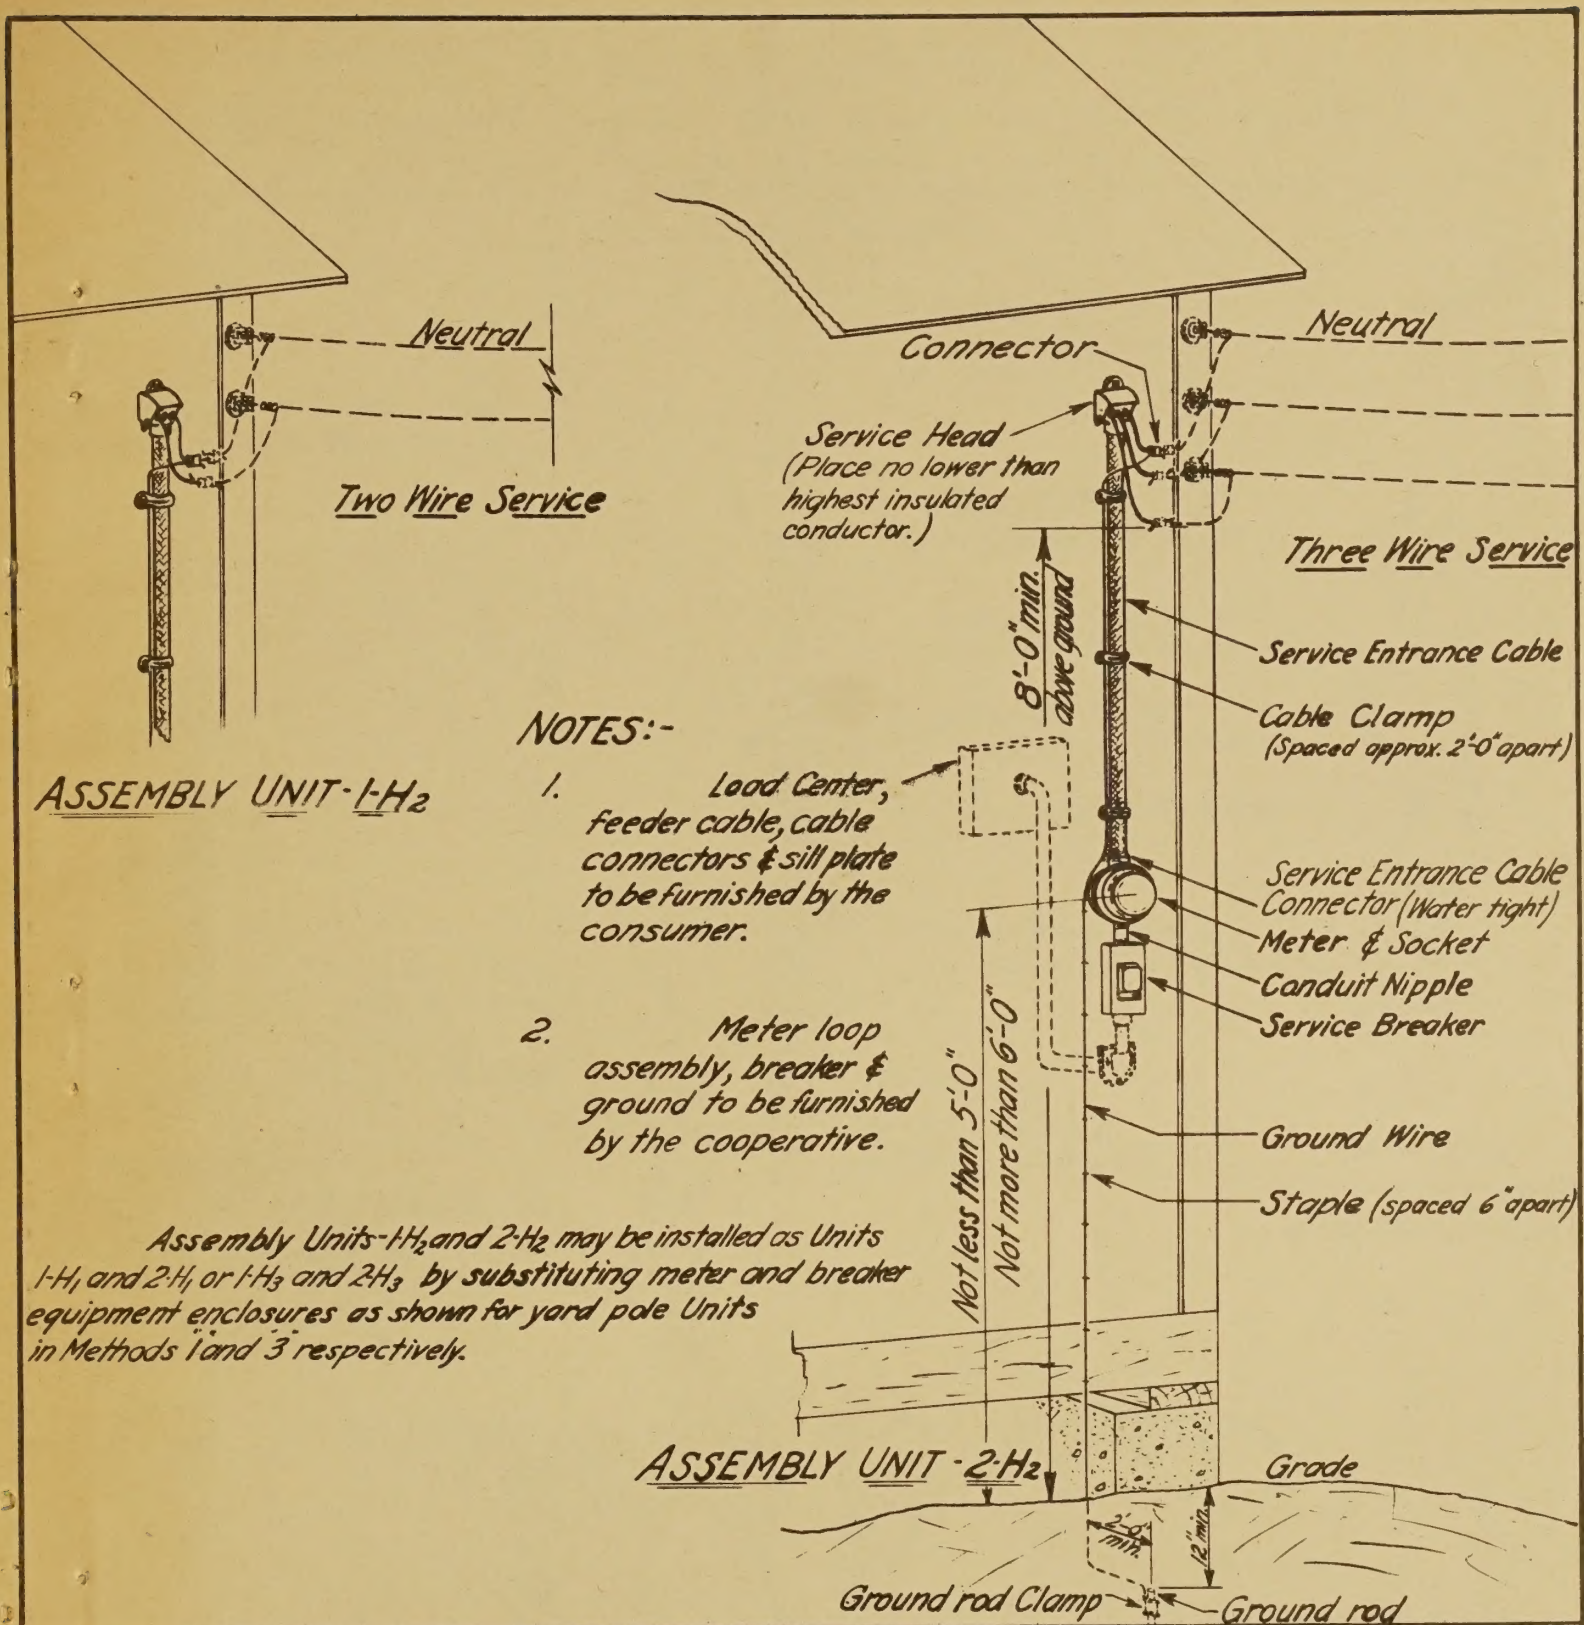 Neutral
Two Wire Service
ASSEMBLY UNIT-1-H2
Connector
Neutral
Service Head
(Place no lower than
highest insulated
conductor.)
Three Wire Service
8'-0" min.
above ground
Service Entrance Cable
Cable Clamp
(Spaced approx. 2'-0" apart)
NOTES:-
1. Load Center,
feeder cable, cable
connectors & sill plate
to be furnished by the
consumer.
2. Meter loop
assembly, breaker &
ground to be furnished
by the cooperative.
Service Entrance Cable
Connector (Water tight)
Meter & Socket
Conduit Nipple
Service Breaker
Not less than 5'-0"
Not more than 6'-0"
Ground Wire
Staple (spaced 6" apart)
Assembly Units-1-H2 and 2-H2 may be installed as Units
1-H1 and 2-H1 or 1-H3 and 2-H3 by substituting meter and breaker
equipment enclosures as shown for yard pole Units
in Methods "1" and "3" respectively.
ASSEMBLY UNIT-2-H2
Grade
2'-0"
min.
12" min.
Ground rod Clamp
Ground rod